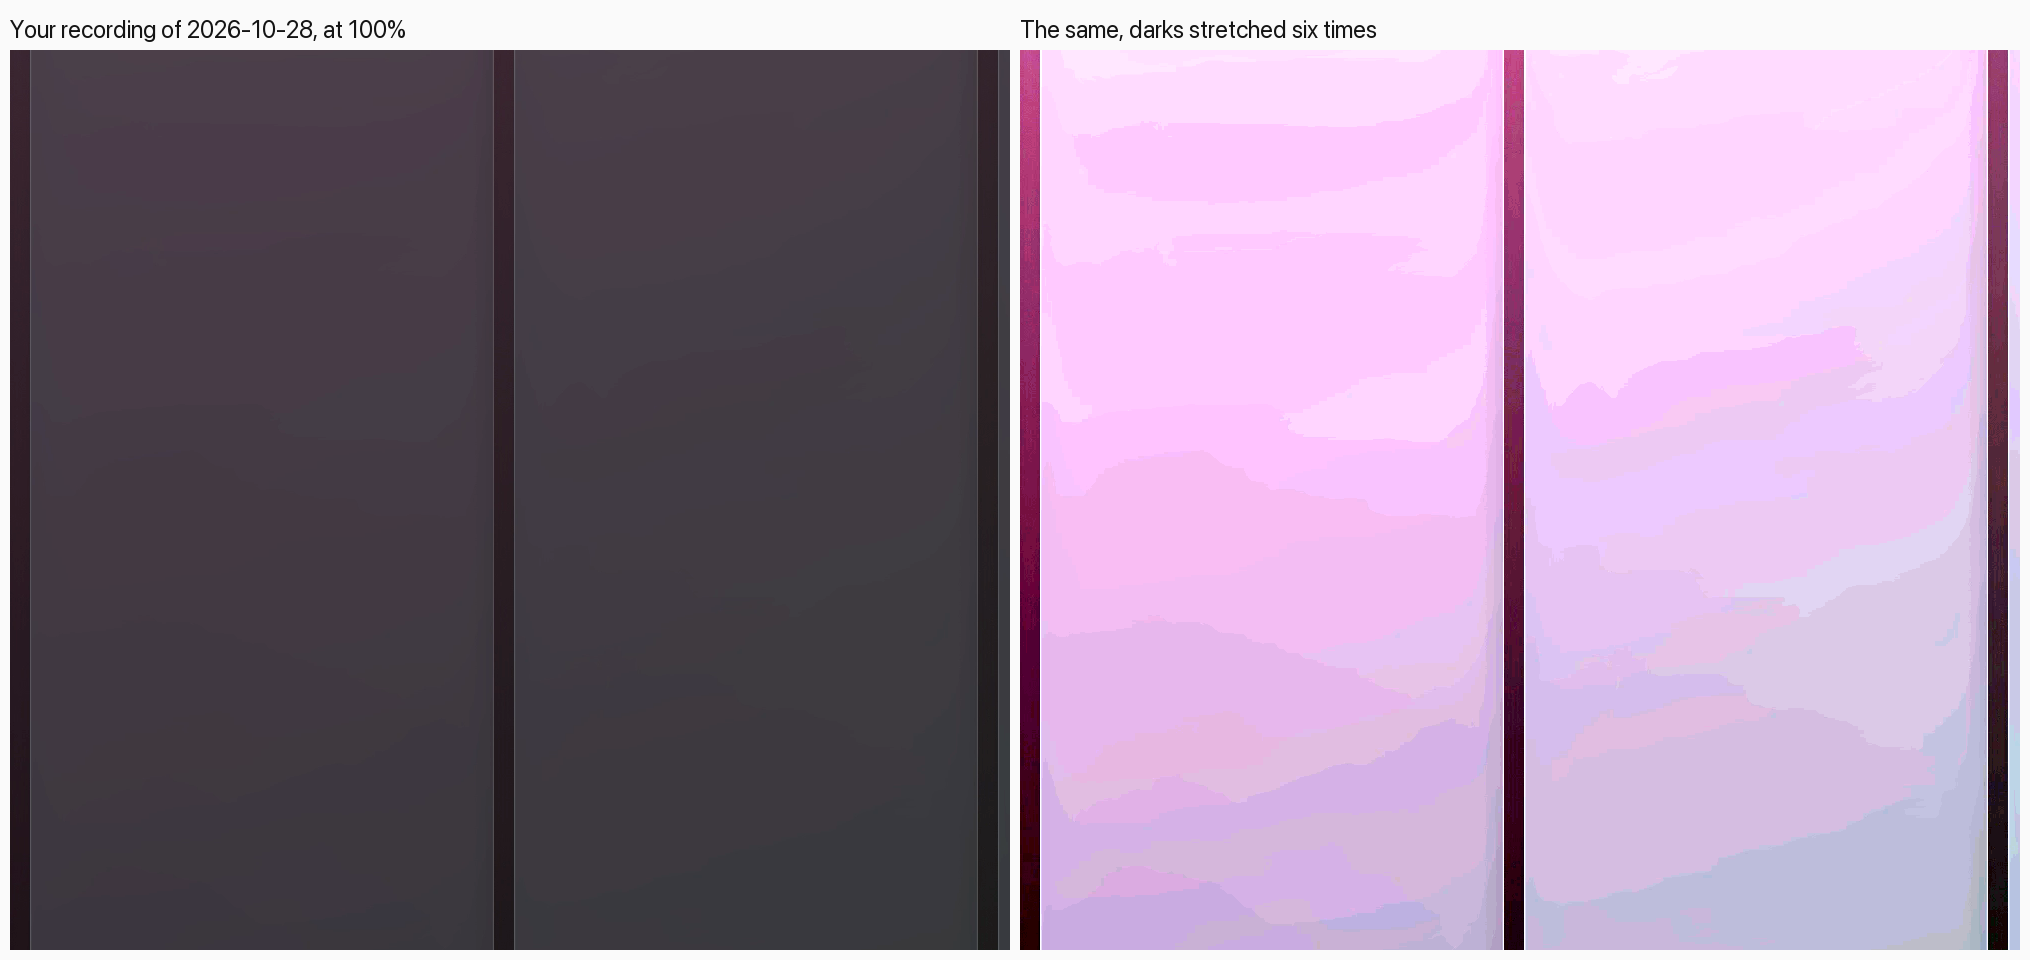 Your recording of 2026-10-28, at 100%
The same, darks stretched six times